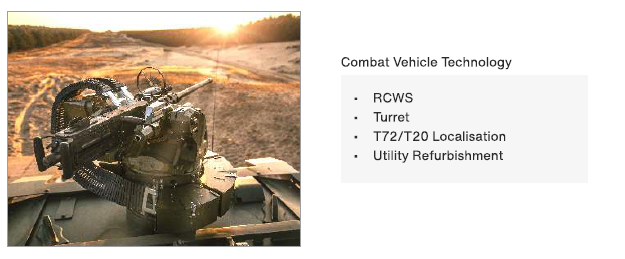 Combat Vehicle Technology
▪ RCWS
▪ Turret
▪ T72/T20 Localisation
▪ Utility Refurbishment